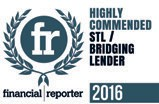 fr
financial reporter
HIGHLY
COMMENDED
STL /
BRIDGING
LENDER
2016